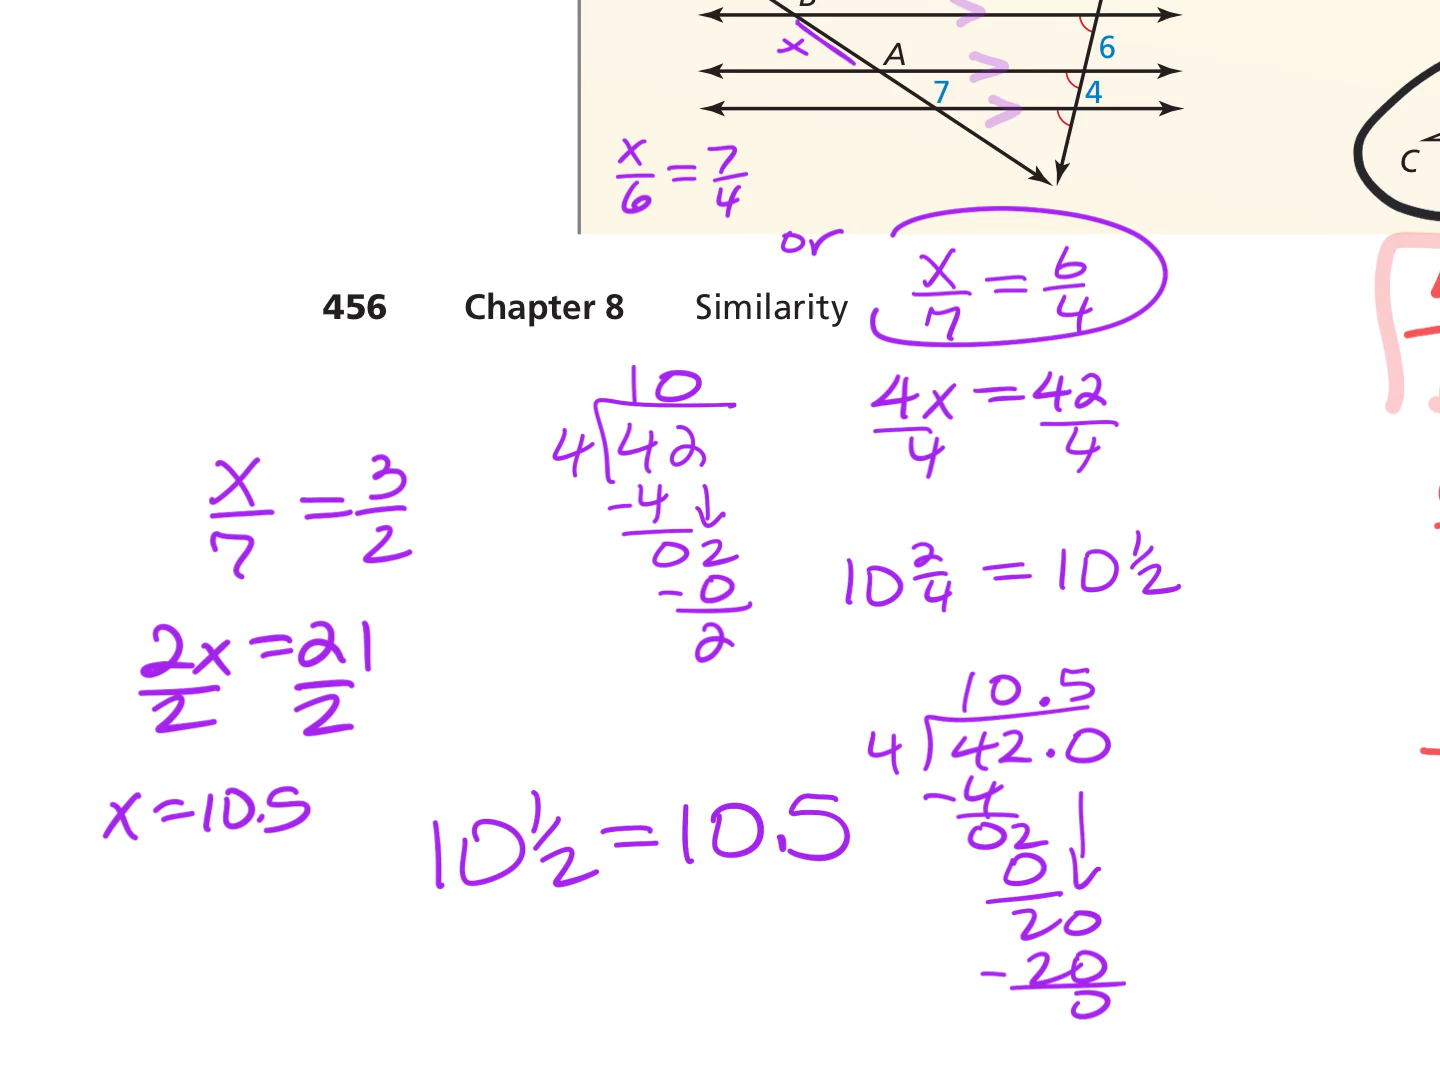 B
x
A
6
7
4
x/6 = 7/4
C
or
x/7 = 6/4
456 Chapter 8 Similarity
10
4)42
-4
02
-0
2
4x/4 = 42/4
x/7 = 3/2
10 2/4 = 10 1/2
2x/2 = 21/2
10.5
4)42.0
-4
02
0
20
-20
0
x=10.5
10 1/2 = 10.5